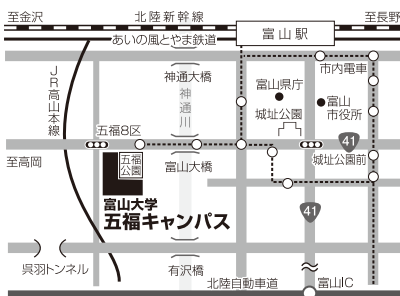 至金沢
北陸新幹線
至長野
あいの風とやま鉄道
富山駅
市内電車
JR高山本線
神通大橋
神通川
富山県庁
城址公園
富山
市役所
五福8区
41
至高岡
五福
公園
富山大橋
城址公園前
富山大学
五福キャンパス
41
呉羽トンネル
有沢橋
北陸自動車道
富山IC